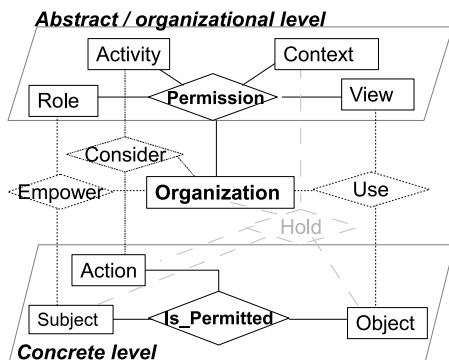 Abstract / organizational level
Activity
Context
Role
Permission
View
Consider
Empower
Organization
Use
Hold
Action
Subject
Is_Permitted
Object
Concrete level